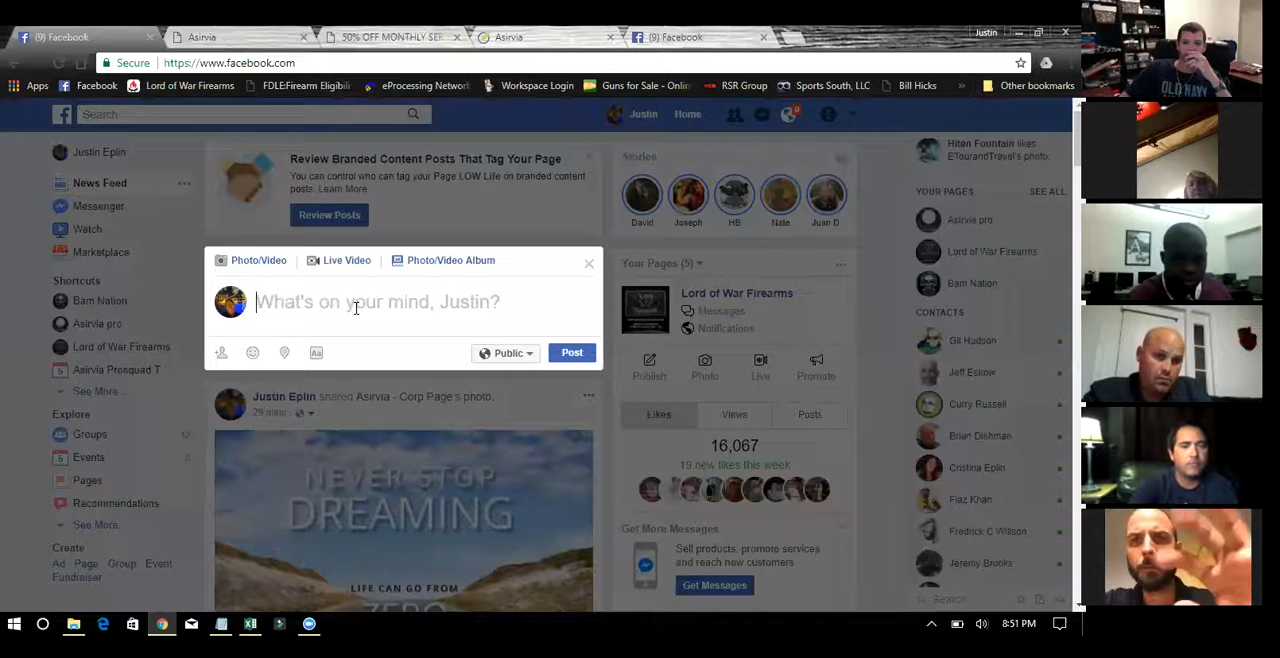 (9) Facebook
Asirvia
50% OFF MONTHLY SER
Asirvia
(9) Facebook
Justin
Secure
https://www.facebook.com
Apps
Facebook
Lord of War Firearms
FDLE:Firearm Eligibili
eProcessing Network
Workspace Login
Guns for Sale - Onlin
RSR Group
Sports South, LLC
Bill Hicks
»
Other bookmarks
Search
Justin
Home
Justin Eplin
News Feed
Messenger
Watch
Marketplace
Shortcuts
Bam Nation
Asirvia pro
Lord of War Firearms
Asirvia Prosquad T
See More...
Explore
Groups
12
Events
Pages
Recommendations
See More...
Create
Ad Page Group Event
Fundraiser
Review Branded Content Posts That Tag Your Page
You can control who can tag your Page LOW Life on branded content
posts. Learn More
Review Posts
Photo/Video
Live Video
Photo/Video Album
What's on your mind, Justin?
Public
Post
Justin Eplin shared Asirvia - Corp Page's photo.
29 mins
NEVER STOP
DREAMING
LIFE CAN GO FROM
ZERO
Stories
David
Joseph
HB
Nate
Juan D
Your Pages (5)
Lord of War Firearms
Messages
Notifications
Publish
Photo
Live
Promote
Likes
Views
Posts
16,067
19 new likes this week
Get More Messages
Sell products, promote services
and reach new customers
Get Messages
Hiten Fountain likes
ETourandTravel's photo.
YOUR PAGES
SEE ALL
Asirvia pro
Lord of War Firearms
Bam Nation
CONTACTS
Gil Hudson
Jeff Eskow
Curry Russell
Brian Dishman
Cristina Eplin
Fiaz Khan
Fredrick C Willson
Jeremy Brooks
Search
8:51 PM
OLD NAVY